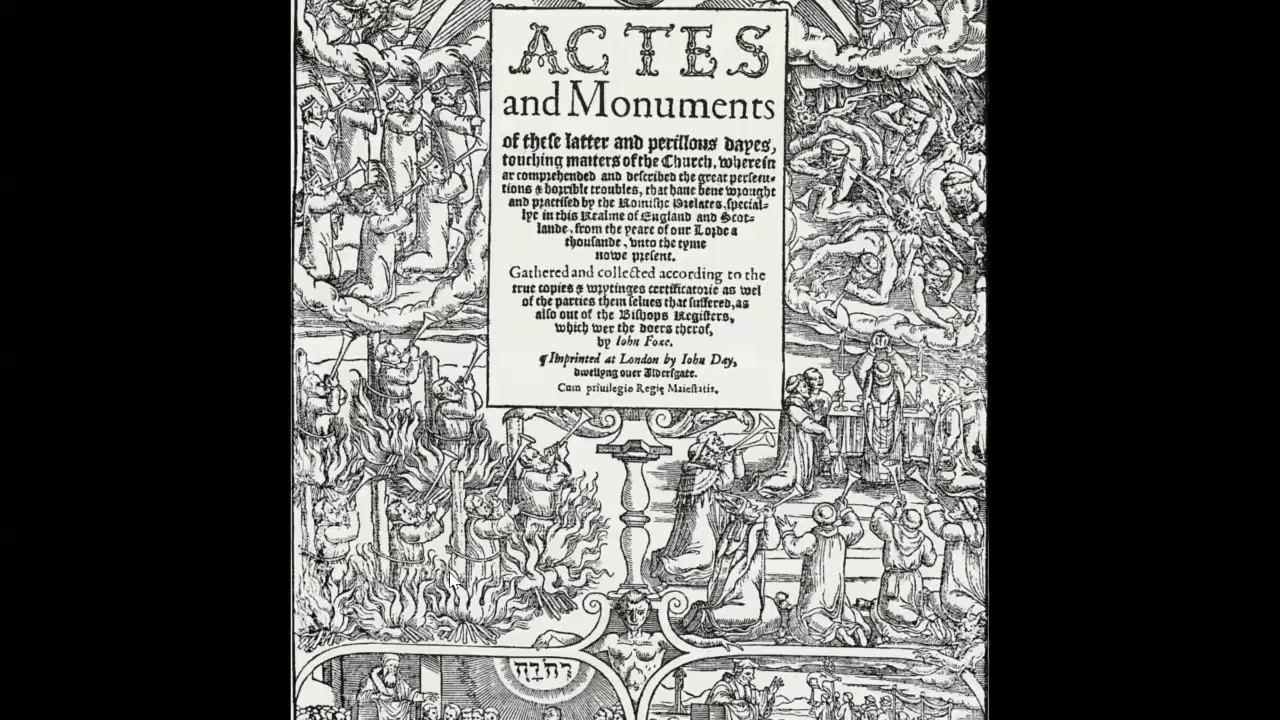 ACTES
and Monuments
of these latter and perillous dayes,
touching matters of the Church, wherein
ar comprehended and described the great persecu-
tions & horrible troubles, that haue bene wrought
and practised by the Romishe Prelates, special-
lye in this Realme of England and Scot-
lande, from the yeare of our Lorde a
thousande, vnto the tyme
nowe present.
Gathered and collected according to the
true copies & wrytinges certificatorie as wel
of the parties them selues that suffered, as
also out of the Bishops Registers,
which wer the doers therof,
by Iohn Foxe.
¶ Imprinted at London by Iohn Day,
dwellyng ouer Aldersgate.
Cum priuilegio Regię Maiestatis.